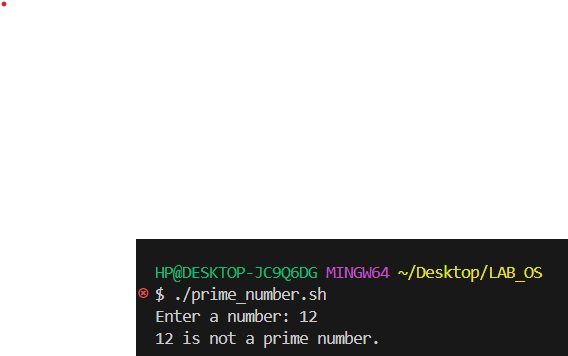 HP@DESKTOP-JC9Q6DG MINGW64 ~/Desktop/LAB_OS
$ ./prime_number.sh
Enter a number: 12
12 is not a prime number.